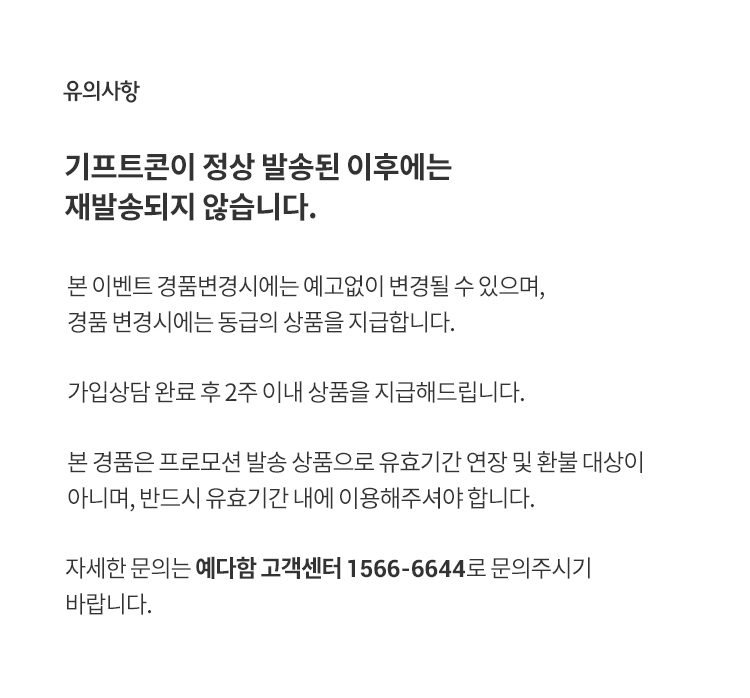 유의사항
기프트콘이 정상 발송된 이후에는
재발송되지 않습니다.
본 이벤트 경품변경시에는 예고없이 변경될 수 있으며,
경품 변경시에는 동급의 상품을 지급합니다.
가입상담 완료 후 2주 이내 상품을 지급해드립니다.
본 경품은 프로모션 발송 상품으로 유효기간 연장 및 환불 대상이
아니며, 반드시 유효기간 내에 이용해주셔야 합니다.
자세한 문의는 예다함 고객센터 1566-6644로 문의주시기
바랍니다.